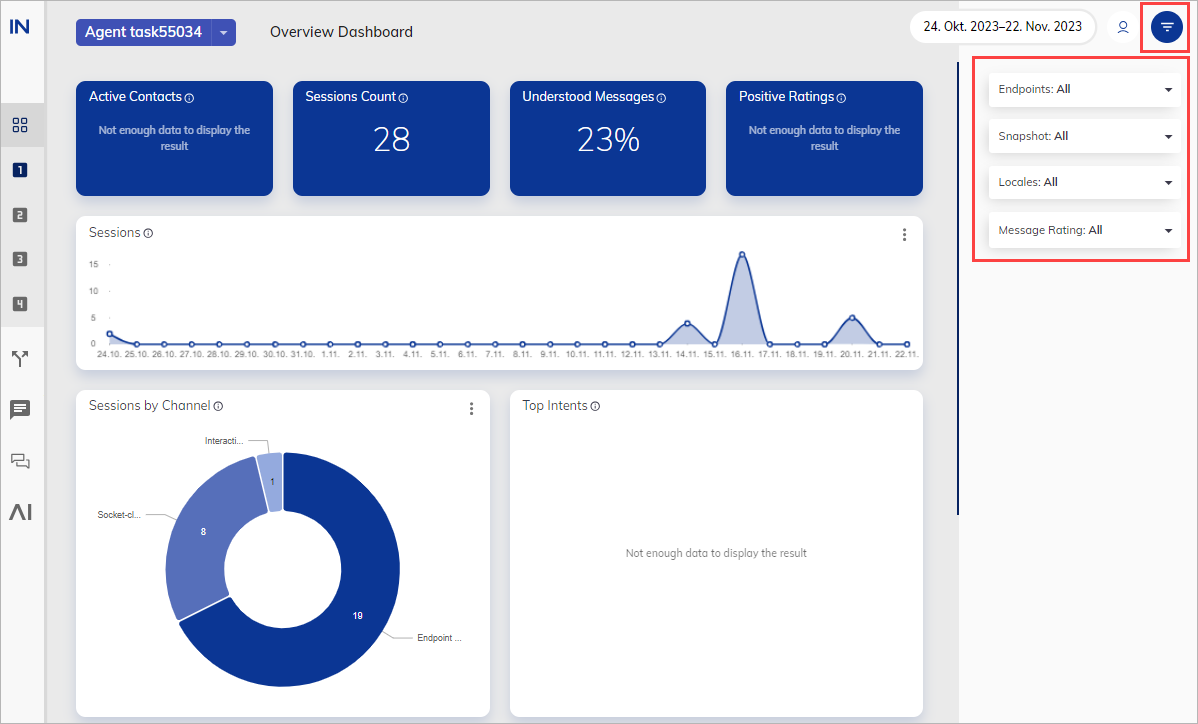 IN
Agent task55034
Overview Dashboard
24. Okt. 2023–22. Nov. 2023
Active Contacts
Not enough data to display the
result
Sessions Count
28
Understood Messages
23%
Positive Ratings
Not enough data to display the
result
Endpoints: All
Snapshot: All
Locales: All
Message Rating: All
1
2
3
4
AI
Sessions
15
10
5
0
24.10. 25.10. 26.10. 27.10. 28.10. 29.10. 30.10. 31.10. 1.11. 2.11. 3.11. 4.11. 5.11. 6.11. 7.11. 8.11. 9.11. 10.11. 11.11. 12.11. 13.11. 14.11. 15.11. 16.11. 17.11. 18.11. 19.11. 20.11. 21.11. 22.11.
Sessions by Channel
Interacti...
1
Socket-cl...
8
19
Endpoint ...
Top Intents
Not enough data to display the result